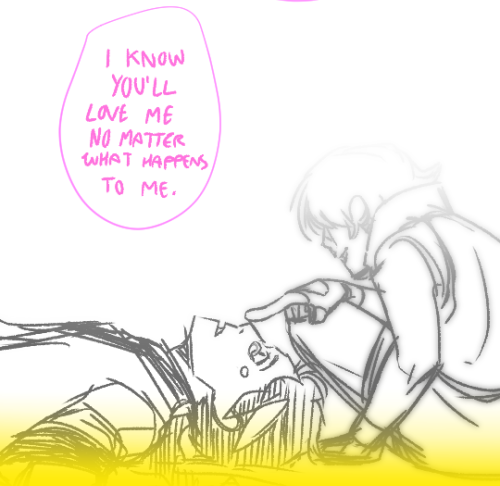 I KNOW
YOU'LL
LOVE ME
NO MATTER
WHAT HAPPENS
TO ME.